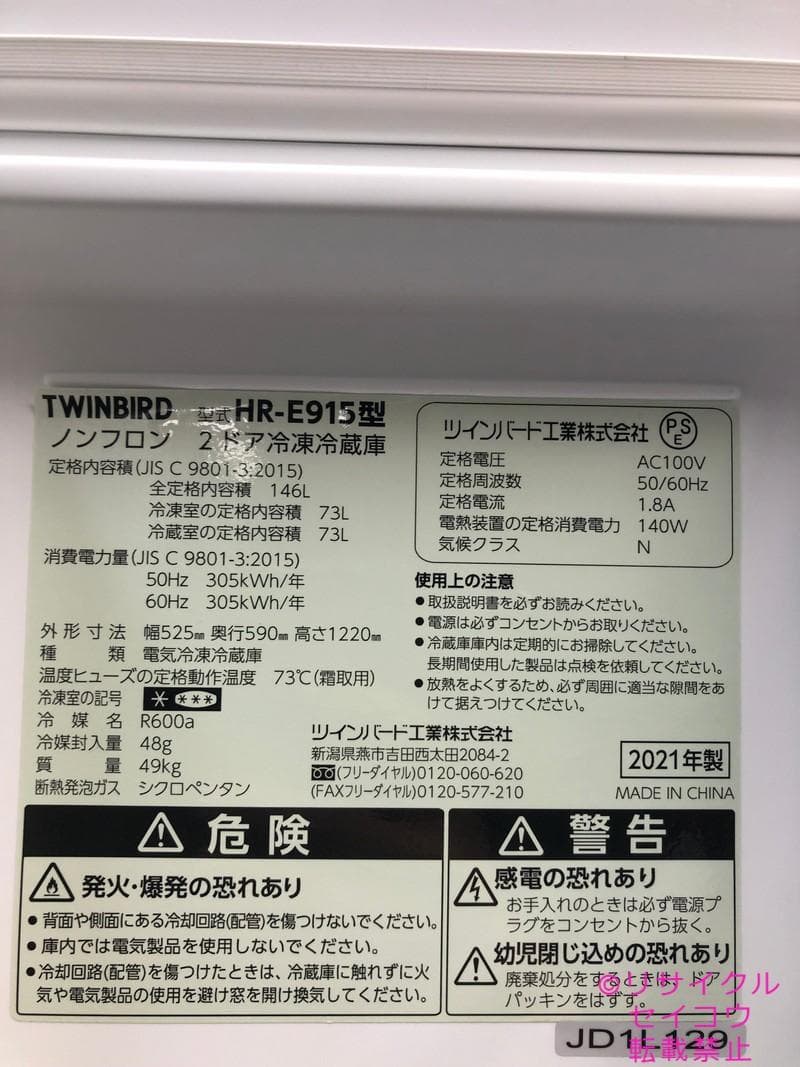 TWINBIRD 型式 HR-E915型
ノンフロン 2ドア冷凍冷蔵庫
定格内容積(JIS C 9801-3:2015)
全定格内容積 146L
冷凍室の定格内容積 73L
冷蔵室の定格内容積 73L
消費電力量(JIS C 9801-3:2015)
50Hz 305kWh/年
60Hz 305kWh/年
外形寸法 幅525㎜ 奥行590㎜ 高さ1220㎜
種類 電気冷凍冷蔵庫
温度ヒューズの定格動作温度 73℃(霜取用)
冷凍室の記号 * ***
冷媒名 R600a
冷媒封入量 48g
質量 49kg
断熱発泡ガス シクロペンタン
ツインバード工業株式会社 PSE
定格電圧 AC100V
定格周波数 50/60Hz
定格電流 1.8A
電熱装置の定格消費電力 140W
気候クラス N
使用上の注意
●取扱説明書を必ずお読みください。
●電源は必ずコンセントからお取りください。
●冷蔵庫庫内は定期的にお掃除してください。
長期間使用した製品は点検を依頼してください。
●放熱をよくするため、必ず周囲に適当な隙間をあ
けて据えつけてください。
ツインバード工業株式会社
新潟県燕市吉田西太田2084-2
(フリーダイヤル)0120-060-620
(FAXフリーダイヤル)0120-577-210
2021年製
MADE IN CHINA
危険
発火・爆発の恐れあり
●背面や側面にある冷却回路(配管)を傷つけないでください。
●庫内では電気製品を使用しないでください。
●冷却回路(配管)を傷つけたときは、冷蔵庫に触れずに火
気や電気製品の使用を避け窓を開け換気してください。
警告
感電の恐れあり
お手入れのときは必ず電源プ
ラグをコンセントから抜く。
幼児閉じ込めの恐れあり
廃棄処分をするときは、ドア
パッキンをはずす。
JD1L129
©リサイクル
セイコウ
転載禁止